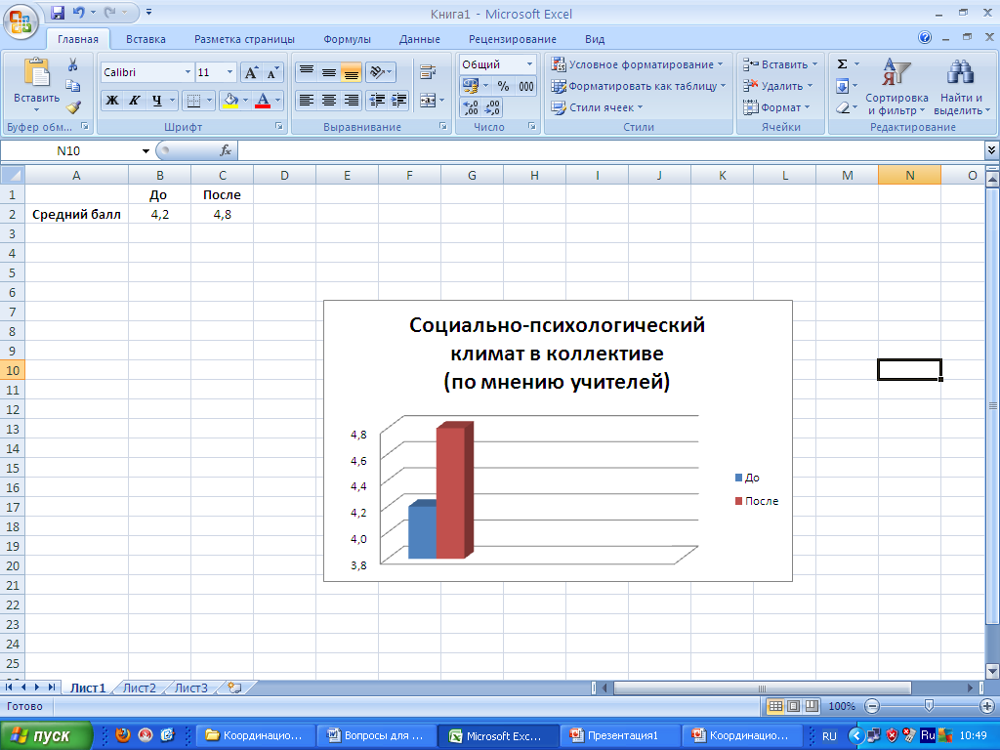 Книга1 - Microsoft Excel
Главная Вставка Разметка страницы Формулы Данные Рецензирование Вид
Вставить
Буфер обм...
Calibri 11
Ж К Ч
Шрифт
Выравнивание
Общий
% 000
Число
Условное форматирование
Форматировать как таблицу
Стили ячеек
Стили
Вставить
Удалить
Формат
Ячейки
Σ
Сортировка и фильтр
Найти и выделить
Редактирование
N10 fx
A B C D E F G H I J K L M N O
1 До После
2 Средний балл 4,2 4,8
3
4
5
6
7
8
9
10
11
12
13
14
15
16
17
18
19
20
21
22
23
24
25
Социально-психологический
климат в коллективе
(по мнению учителей)
4,8
4,6
4,4
4,2
4,0
3,8
До
После
Лист1 Лист2 Лист3
Готово 100%
пуск Координацио... Вопросы для ... Microsoft Exc... Презентация1 Координацио... RU Ru 10:49